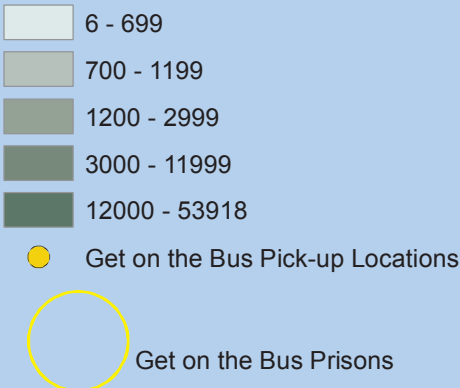 6 - 699
700 - 1199
1200 - 2999
3000 - 11999
12000 - 53918
Get on the Bus Pick-up Locations
Get on the Bus Prisons